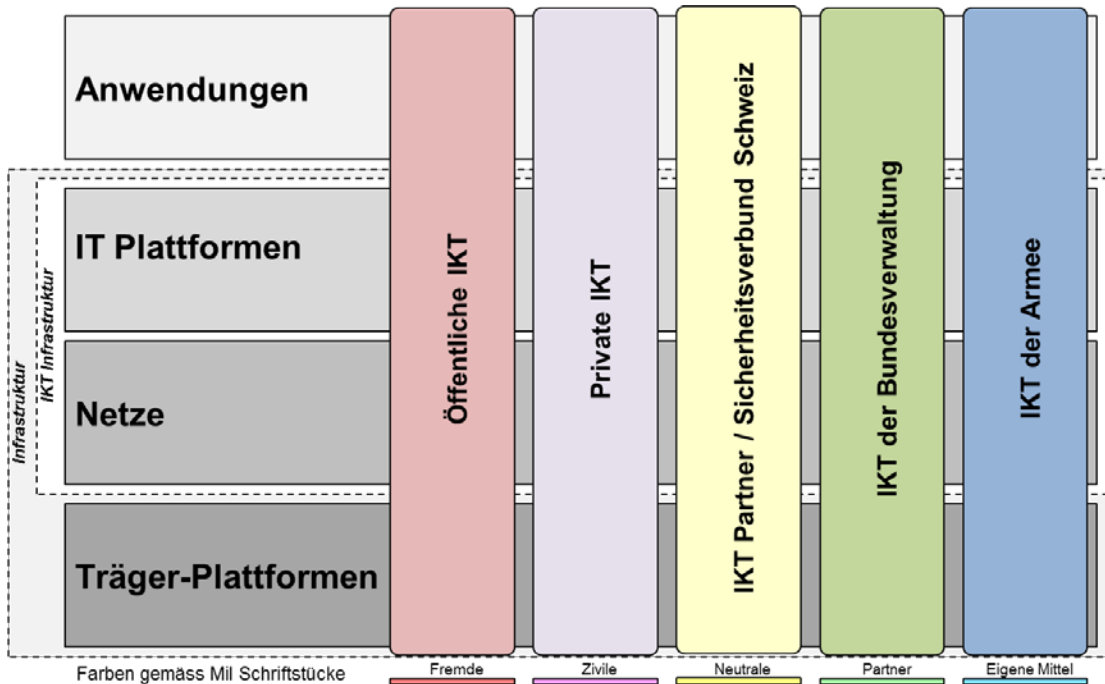 Anwendungen
IT Plattformen
Netze
Träger-Plattformen
Infrastruktur
IKT Infrastruktur
Öffentliche IKT
Private IKT
IKT Partner / Sicherheitsverbund Schweiz
IKT der Bundesverwaltung
IKT der Armee
Farben gemäss Mil Schriftstücke
Fremde
Zivile
Neutrale
Partner
Eigene Mittel